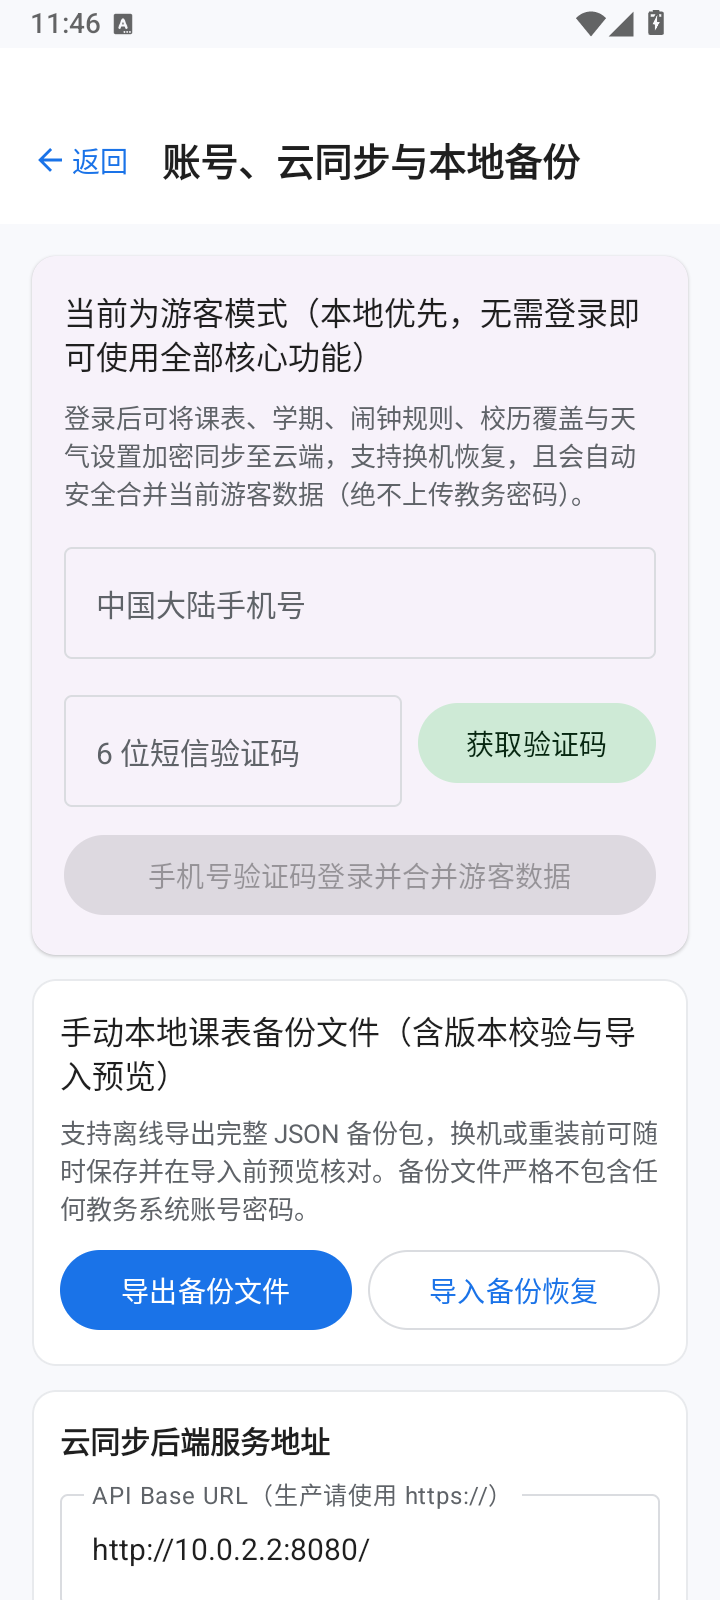 11:46
返回
账号、云同步与本地备份
当前为游客模式（本地优先，无需登录即
可使用全部核心功能）
登录后可将课表、学期、闹钟规则、校历覆盖与天
气设置加密同步至云端，支持换机恢复，且会自动
安全合并当前游客数据（绝不上传教务密码）。
中国大陆手机号
6 位短信验证码
获取验证码
手机号验证码登录并合并游客数据
手动本地课表备份文件（含版本校验与导
入预览）
支持离线导出完整 JSON 备份包，换机或重装前可随
时保存并在导入前预览核对。备份文件严格不包含任
何教务系统账号密码。
导出备份文件
导入备份恢复
云同步后端服务地址
API Base URL（生产请使用 https://）
http://10.0.2.2:8080/